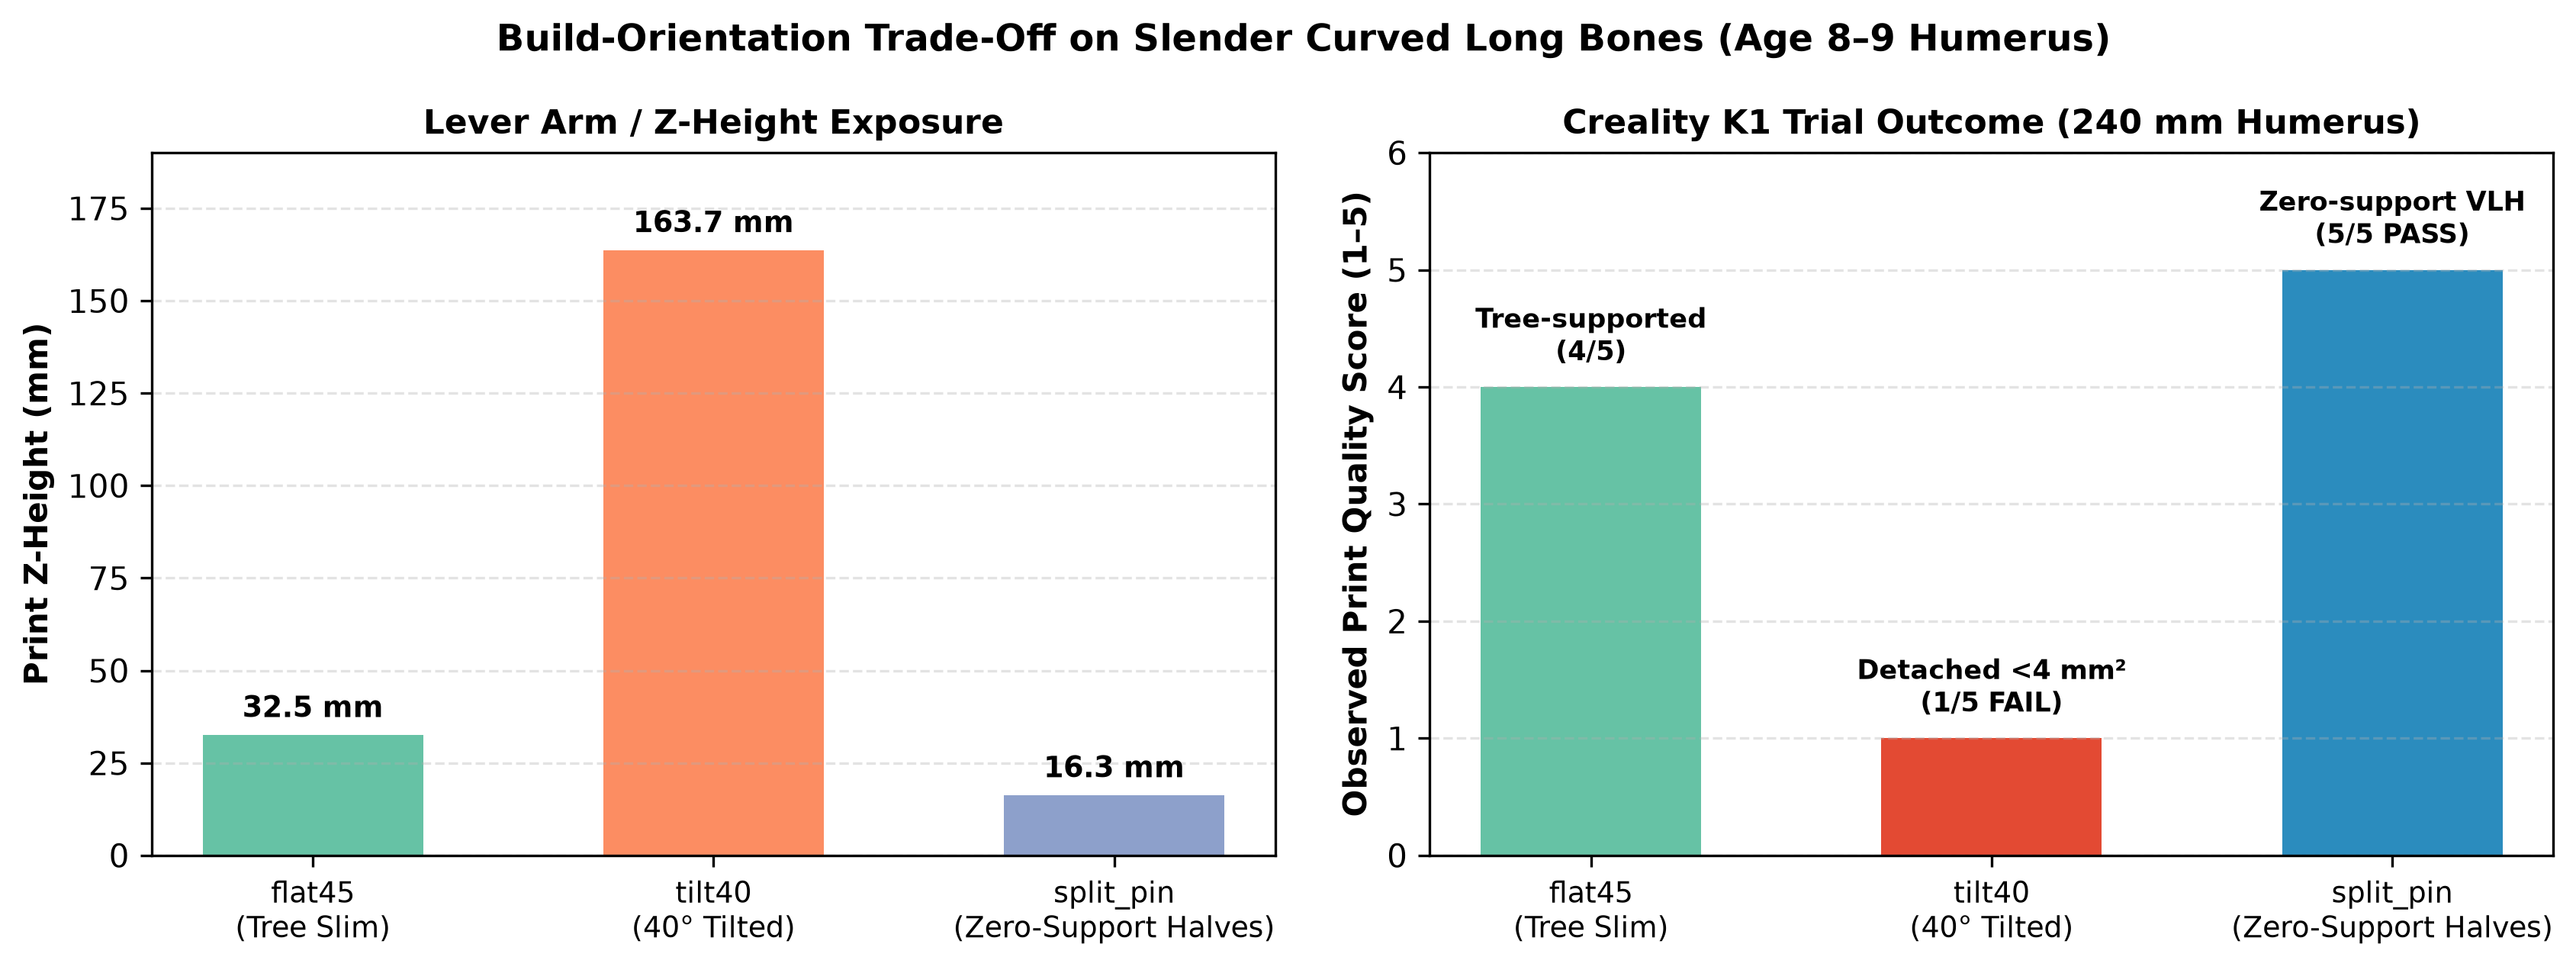 Build-Orientation Trade-Off on Slender Curved Long Bones (Age 8–9 Humerus)
Lever Arm / Z-Height Exposure
Print Z-Height (mm)
175
150
125
100
75
50
25
0
32.5 mm
163.7 mm
16.3 mm
flat45
(Tree Slim)
tilt40
(40° Tilted)
split_pin
(Zero-Support Halves)
Creality K1 Trial Outcome (240 mm Humerus)
Observed Print Quality Score (1–5)
6
5
4
3
2
1
0
Tree-supported
(4/5)
Detached <4 mm²
(1/5 FAIL)
Zero-support VLH
(5/5 PASS)
flat45
(Tree Slim)
tilt40
(40° Tilted)
split_pin
(Zero-Support Halves)